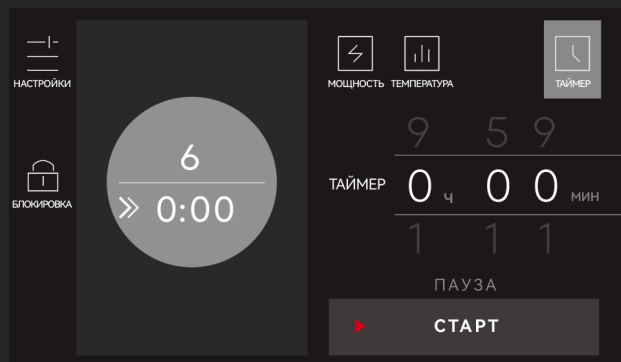 НАСТРОЙКИ
БЛОКИРОВКА
6
0:00
МОЩНОСТЬ ТЕМПЕРАТУРА ТАЙМЕР
9 5 9
ТАЙМЕР 0 ч 0 0 мин
1 1 1
ПАУЗА
СТАРТ